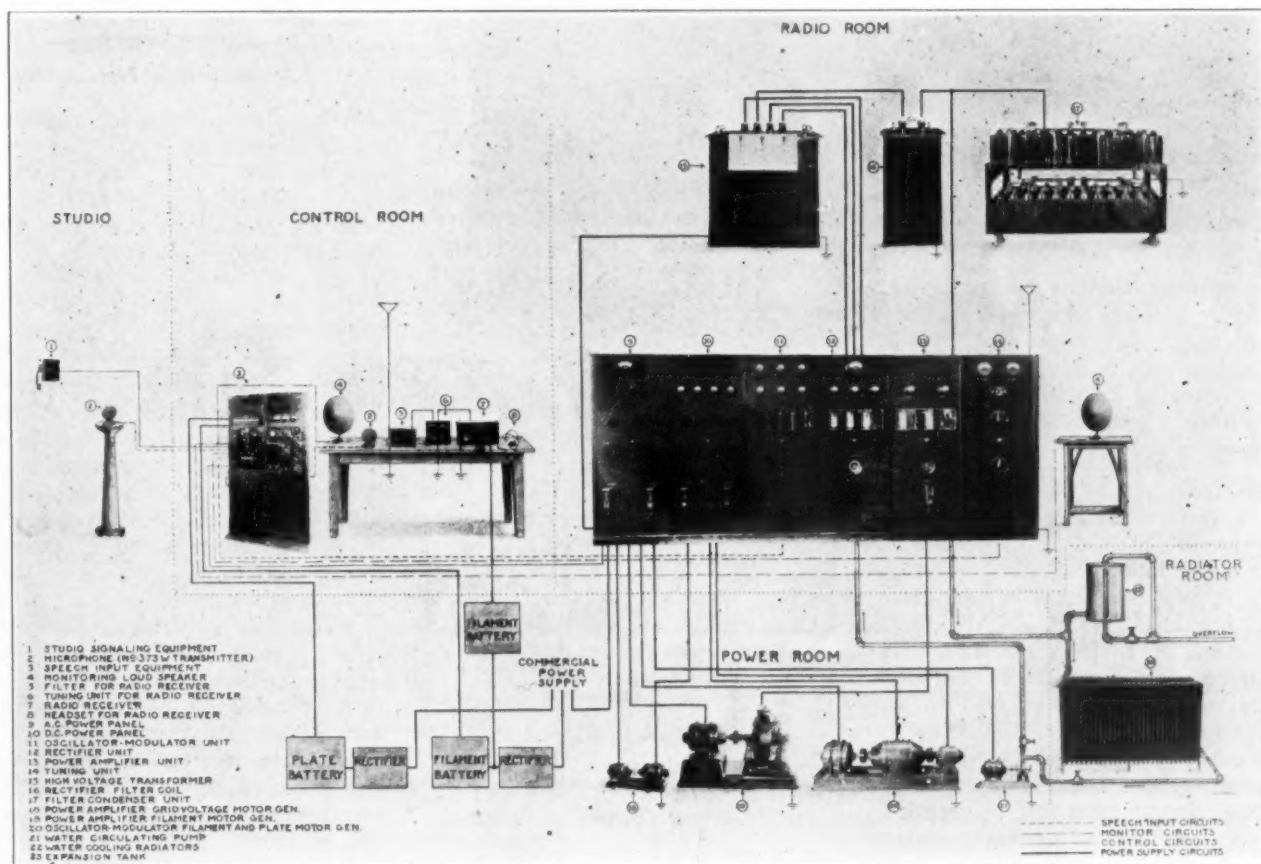 RADIO ROOM
STUDIO
CONTROL ROOM
RADIATOR ROOM
OVERFLOW
POWER ROOM
COMMERCIAL POWER SUPPLY
FILAMENT BATTERY
PLATE BATTERY
RECTIFIER
FILAMENT BATTERY
RECTIFIER
1 STUDIO SIGNALING EQUIPMENT
2 MICROPHONE (NO 373 W TRANSMITTER)
3 SPEECH INPUT EQUIPMENT
4 MONITORING LOUD SPEAKER
5 FILTER FOR RADIO RECEIVER
6 TUNING UNIT FOR RADIO RECEIVER
7 RADIO RECEIVER
8 HEADSET FOR RADIO RECEIVER
9 A.C. POWER PANEL
10 D.C. POWER PANEL
11 OSCILLATOR-MODULATOR UNIT
12 RECTIFIER UNIT
13 POWER AMPLIFIER UNIT
14 TUNING UNIT
15 HIGH VOLTAGE TRANSFORMER
16 RECTIFIER FILTER COIL
17 FILTER CONDENSER UNIT
18 POWER AMPLIFIER GRID VOLTAGE MOTOR GEN.
19 POWER AMPLIFIER FILAMENT MOTOR GEN.
20 OSCILLATOR-MODULATOR FILAMENT AND PLATE MOTOR GEN.
21 WATER CIRCULATING PUMP
22 WATER COOLING RADIATORS
23 EXPANSION TANK
SPEECH INPUT CIRCUITS
MONITOR CIRCUITS
CONTROL CIRCUITS
POWER SUPPLY CIRCUITS